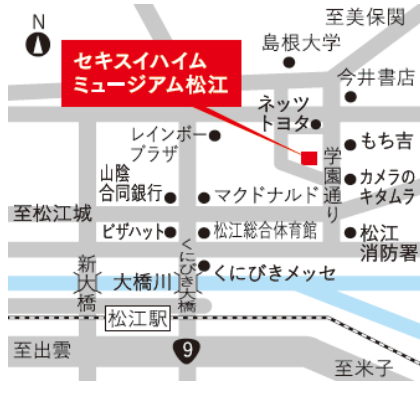 至美保関
N
島根大学
セキスイハイム
ミュージアム松江
今井書店
ネッツ
トヨタ
レインボー
プラザ
もち吉
学園通り
山陰
合同銀行
マクドナルド
カメラの
キタムラ
至松江城
ピザハット
松江総合体育館
松江
消防署
くにびき大橋
くにびきメッセ
新大橋
大橋川
松江駅
9
至出雲
至米子